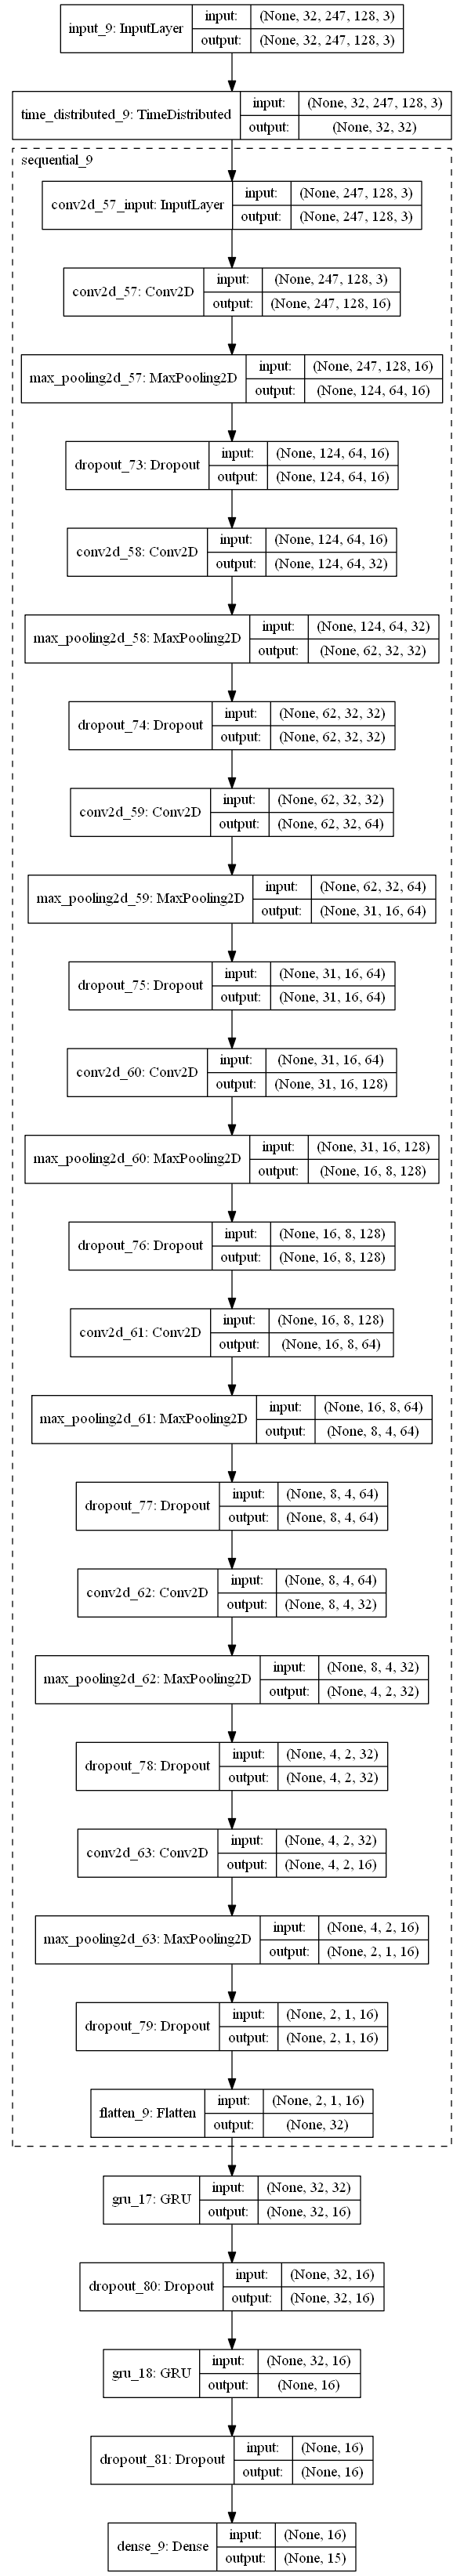 input_9: InputLayer
input: (None, 32, 247, 128, 3)
output: (None, 32, 247, 128, 3)
time_distributed_9: TimeDistributed
input: (None, 32, 247, 128, 3)
output: (None, 32, 32)
sequential_9
conv2d_57_input: InputLayer
input: (None, 247, 128, 3)
output: (None, 247, 128, 3)
conv2d_57: Conv2D
input: (None, 247, 128, 3)
output: (None, 247, 128, 16)
max_pooling2d_57: MaxPooling2D
input: (None, 247, 128, 16)
output: (None, 124, 64, 16)
dropout_73: Dropout
input: (None, 124, 64, 16)
output: (None, 124, 64, 16)
conv2d_58: Conv2D
input: (None, 124, 64, 16)
output: (None, 124, 64, 32)
max_pooling2d_58: MaxPooling2D
input: (None, 124, 64, 32)
output: (None, 62, 32, 32)
dropout_74: Dropout
input: (None, 62, 32, 32)
output: (None, 62, 32, 32)
conv2d_59: Conv2D
input: (None, 62, 32, 32)
output: (None, 62, 32, 64)
max_pooling2d_59: MaxPooling2D
input: (None, 62, 32, 64)
output: (None, 31, 16, 64)
dropout_75: Dropout
input: (None, 31, 16, 64)
output: (None, 31, 16, 64)
conv2d_60: Conv2D
input: (None, 31, 16, 64)
output: (None, 31, 16, 128)
max_pooling2d_60: MaxPooling2D
input: (None, 31, 16, 128)
output: (None, 16, 8, 128)
dropout_76: Dropout
input: (None, 16, 8, 128)
output: (None, 16, 8, 128)
conv2d_61: Conv2D
input: (None, 16, 8, 128)
output: (None, 16, 8, 64)
max_pooling2d_61: MaxPooling2D
input: (None, 16, 8, 64)
output: (None, 8, 4, 64)
dropout_77: Dropout
input: (None, 8, 4, 64)
output: (None, 8, 4, 64)
conv2d_62: Conv2D
input: (None, 8, 4, 64)
output: (None, 8, 4, 32)
max_pooling2d_62: MaxPooling2D
input: (None, 8, 4, 32)
output: (None, 4, 2, 32)
dropout_78: Dropout
input: (None, 4, 2, 32)
output: (None, 4, 2, 32)
conv2d_63: Conv2D
input: (None, 4, 2, 32)
output: (None, 4, 2, 16)
max_pooling2d_63: MaxPooling2D
input: (None, 4, 2, 16)
output: (None, 2, 1, 16)
dropout_79: Dropout
input: (None, 2, 1, 16)
output: (None, 2, 1, 16)
flatten_9: Flatten
input: (None, 2, 1, 16)
output: (None, 32)
gru_17: GRU
input: (None, 32, 32)
output: (None, 32, 16)
dropout_80: Dropout
input: (None, 32, 16)
output: (None, 32, 16)
gru_18: GRU
input: (None, 32, 16)
output: (None, 16)
dropout_81: Dropout
input: (None, 16)
output: (None, 16)
dense_9: Dense
input: (None, 16)
output: (None, 15)